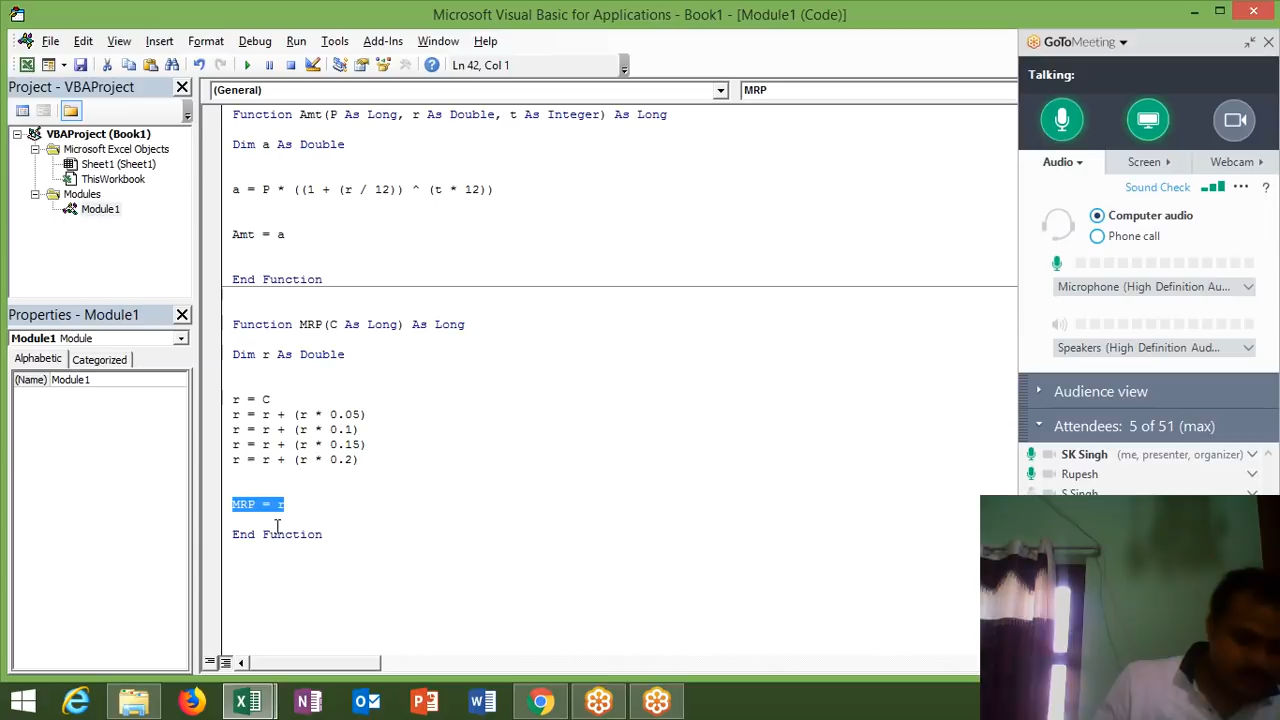 Microsoft Visual Basic for Applications - Book1 - [Module1 (Code)]
File Edit View Insert Format Debug Run Tools Add-Ins Window Help
Ln 42, Col 1
Project - VBAProject
VBAProject (Book1)
Microsoft Excel Objects
Sheet1 (Sheet1)
ThisWorkbook
Modules
Module1
Properties - Module1
Module1 Module
Alphabetic Categorized
(Name) Module1
(General) MRP
Function Amt(P As Long, r As Double, t As Integer) As Long
Dim a As Double
a = P * ((1 + (r / 12)) ^ (t * 12))
Amt = a
End Function
Function MRP(C As Long) As Long
Dim r As Double
r = C
r = r + (r * 0.05)
r = r + (r * 0.1)
r = r + (r * 0.15)
r = r + (r * 0.2)
MRP = r
End Function
GoToMeeting
Talking:
Audio Screen Webcam
Sound Check ?
Computer audio
Phone call
Microphone (High Definition Au...
Speakers (High Definition Aud...
Audience view
Attendees: 5 of 51 (max)
SK Singh (me, presenter, organizer)
Rupesh
S Singh